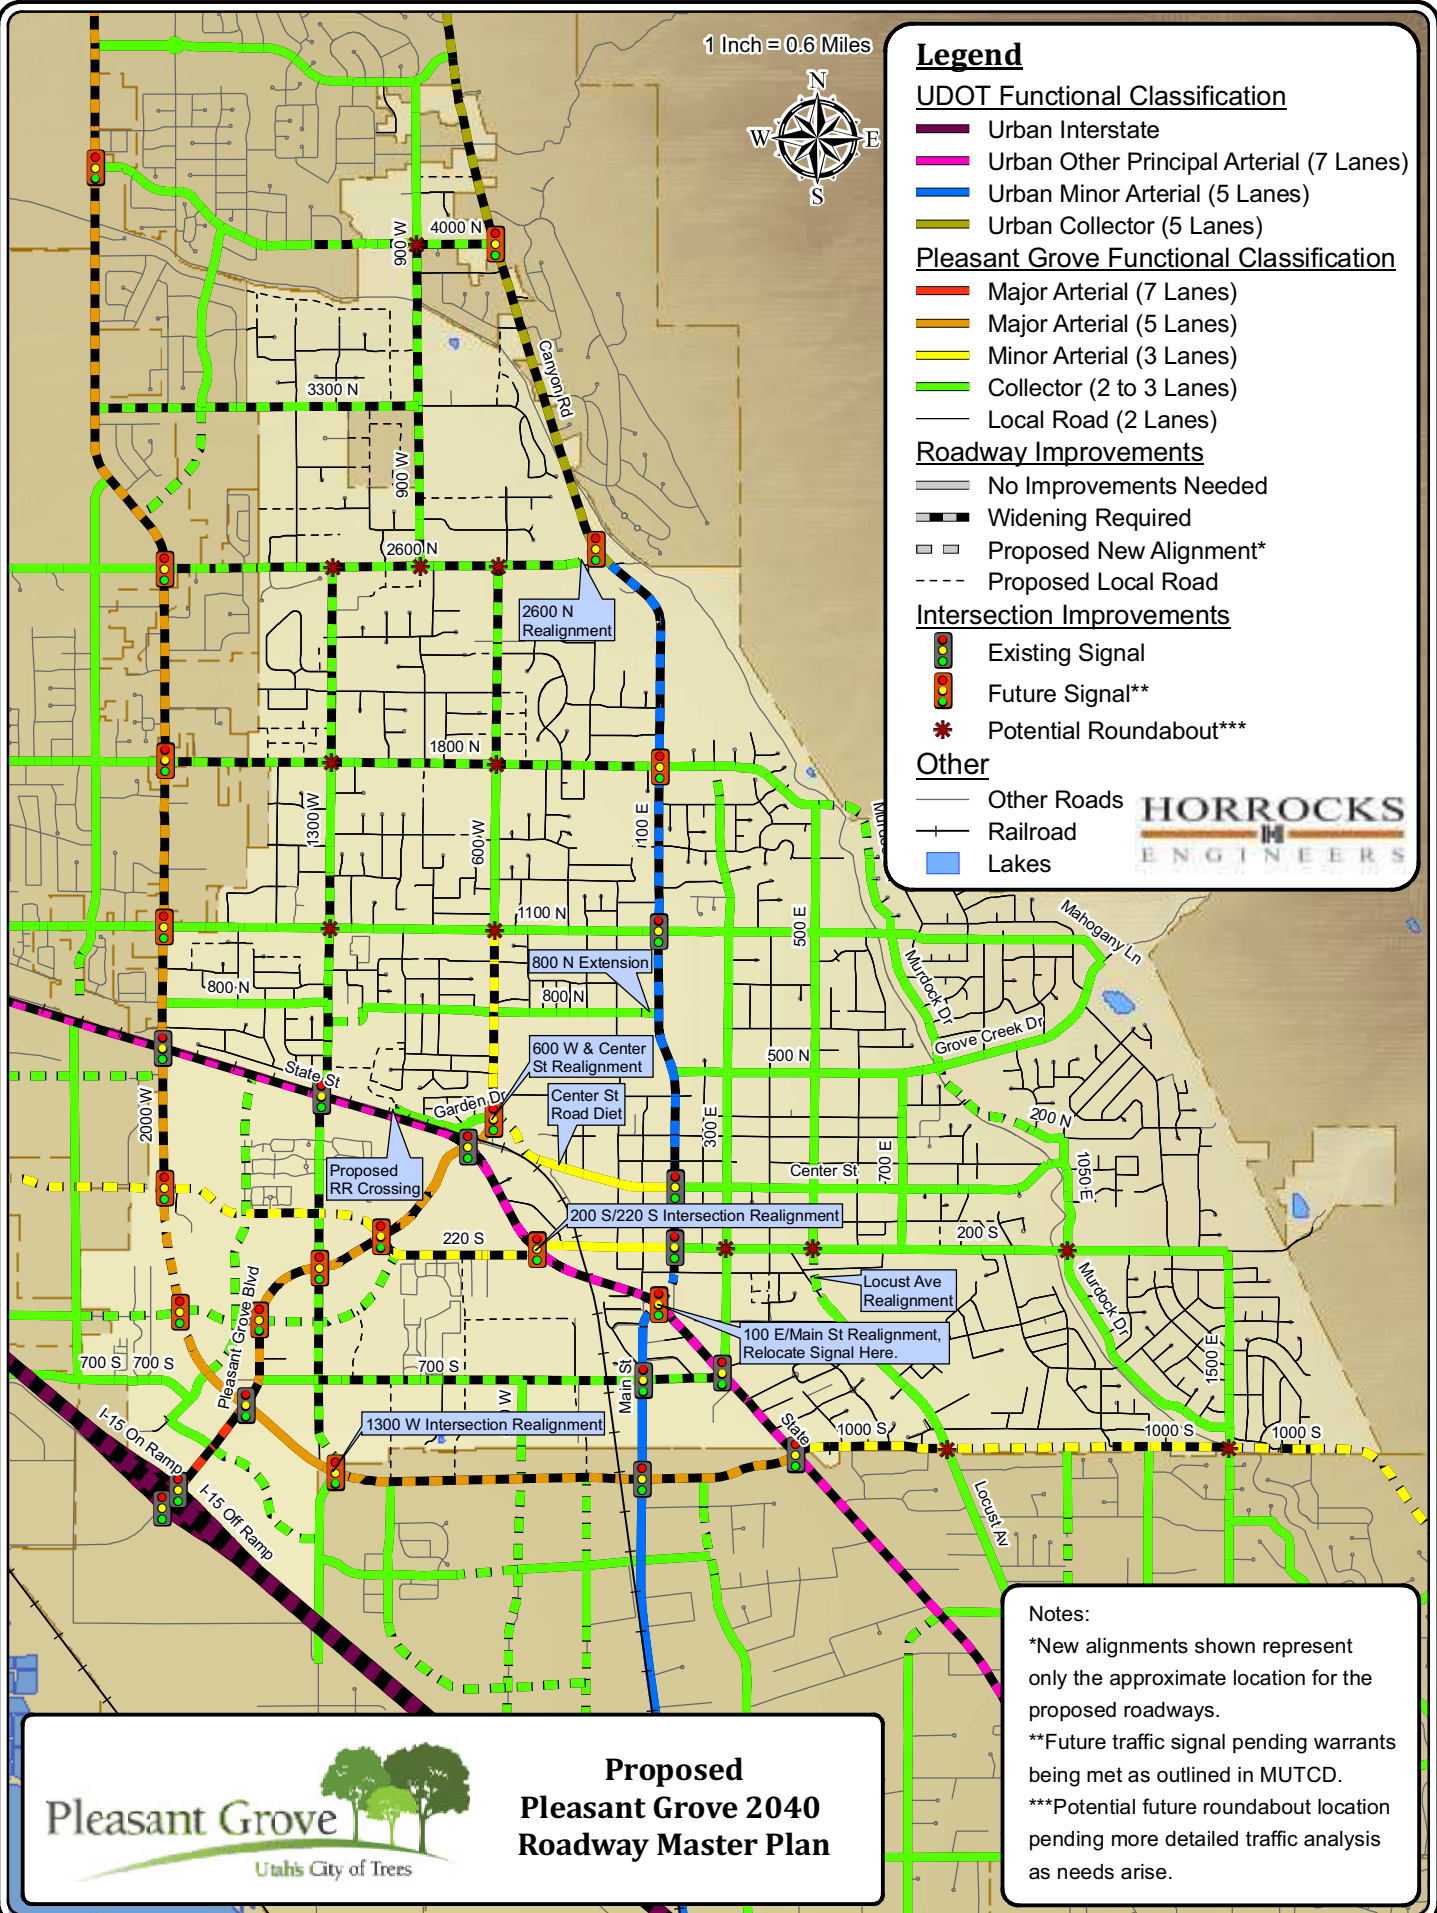 1 Inch = 0.6 Miles
N
W
E
S
Legend
UDOT Functional Classification
Urban Interstate
Urban Other Principal Arterial (7 Lanes)
Urban Minor Arterial (5 Lanes)
Urban Collector (5 Lanes)
Pleasant Grove Functional Classification
Major Arterial (7 Lanes)
Major Arterial (5 Lanes)
Minor Arterial (3 Lanes)
Collector (2 to 3 Lanes)
Local Road (2 Lanes)
Roadway Improvements
No Improvements Needed
Widening Required
Proposed New Alignment*
Proposed Local Road
Intersection Improvements
Existing Signal
Future Signal**
Potential Roundabout***
Other
Other Roads
Railroad
Lakes
HORROCKS
ENGINEERS
4000 N
900 W
Canyon Rd
3300 N
900 W
2600 N
2600 N
Realignment
1800 N
1300 W
600 W
100 E
500 E
1100 N
Mahogany Ln
800 N Extension
Murdock Dr
800 N
800 N
Grove Creek Dr
600 W & Center
St Realignment
500 N
State St
Garden Dr
Center St
Road Diet
2000 W
300 E
200 N
700 E
1050 E
Proposed
RR Crossing
Center St
200 S/220 S Intersection Realignment
220 S
200 S
Pleasant Grove Blvd
Locust Ave
Realignment
Murdock Dr
100 E/Main St Realignment,
Relocate Signal Here.
1500 E
700 S
700 S
700 S
Main St
W
I-15 On Ramp
1300 W Intersection Realignment
State
1000 S
1000 S
1000 S
I-15 Off Ramp
Locust Av
Notes:
*New alignments shown represent
only the approximate location for the
proposed roadways.
**Future traffic signal pending warrants
being met as outlined in MUTCD.
***Potential future roundabout location
pending more detailed traffic analysis
as needs arise.
Pleasant Grove
Utah's City of Trees
Proposed
Pleasant Grove 2040
Roadway Master Plan